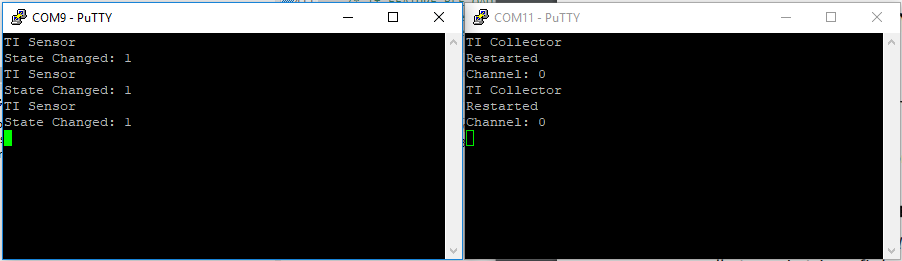 COM9 - PuTTY
TI Sensor
State Changed: 1
TI Sensor
State Changed: 1
TI Sensor
State Changed: 1
COM11 - PuTTY
TI Collector
Restarted
Channel: 0
TI Collector
Restarted
Channel: 0